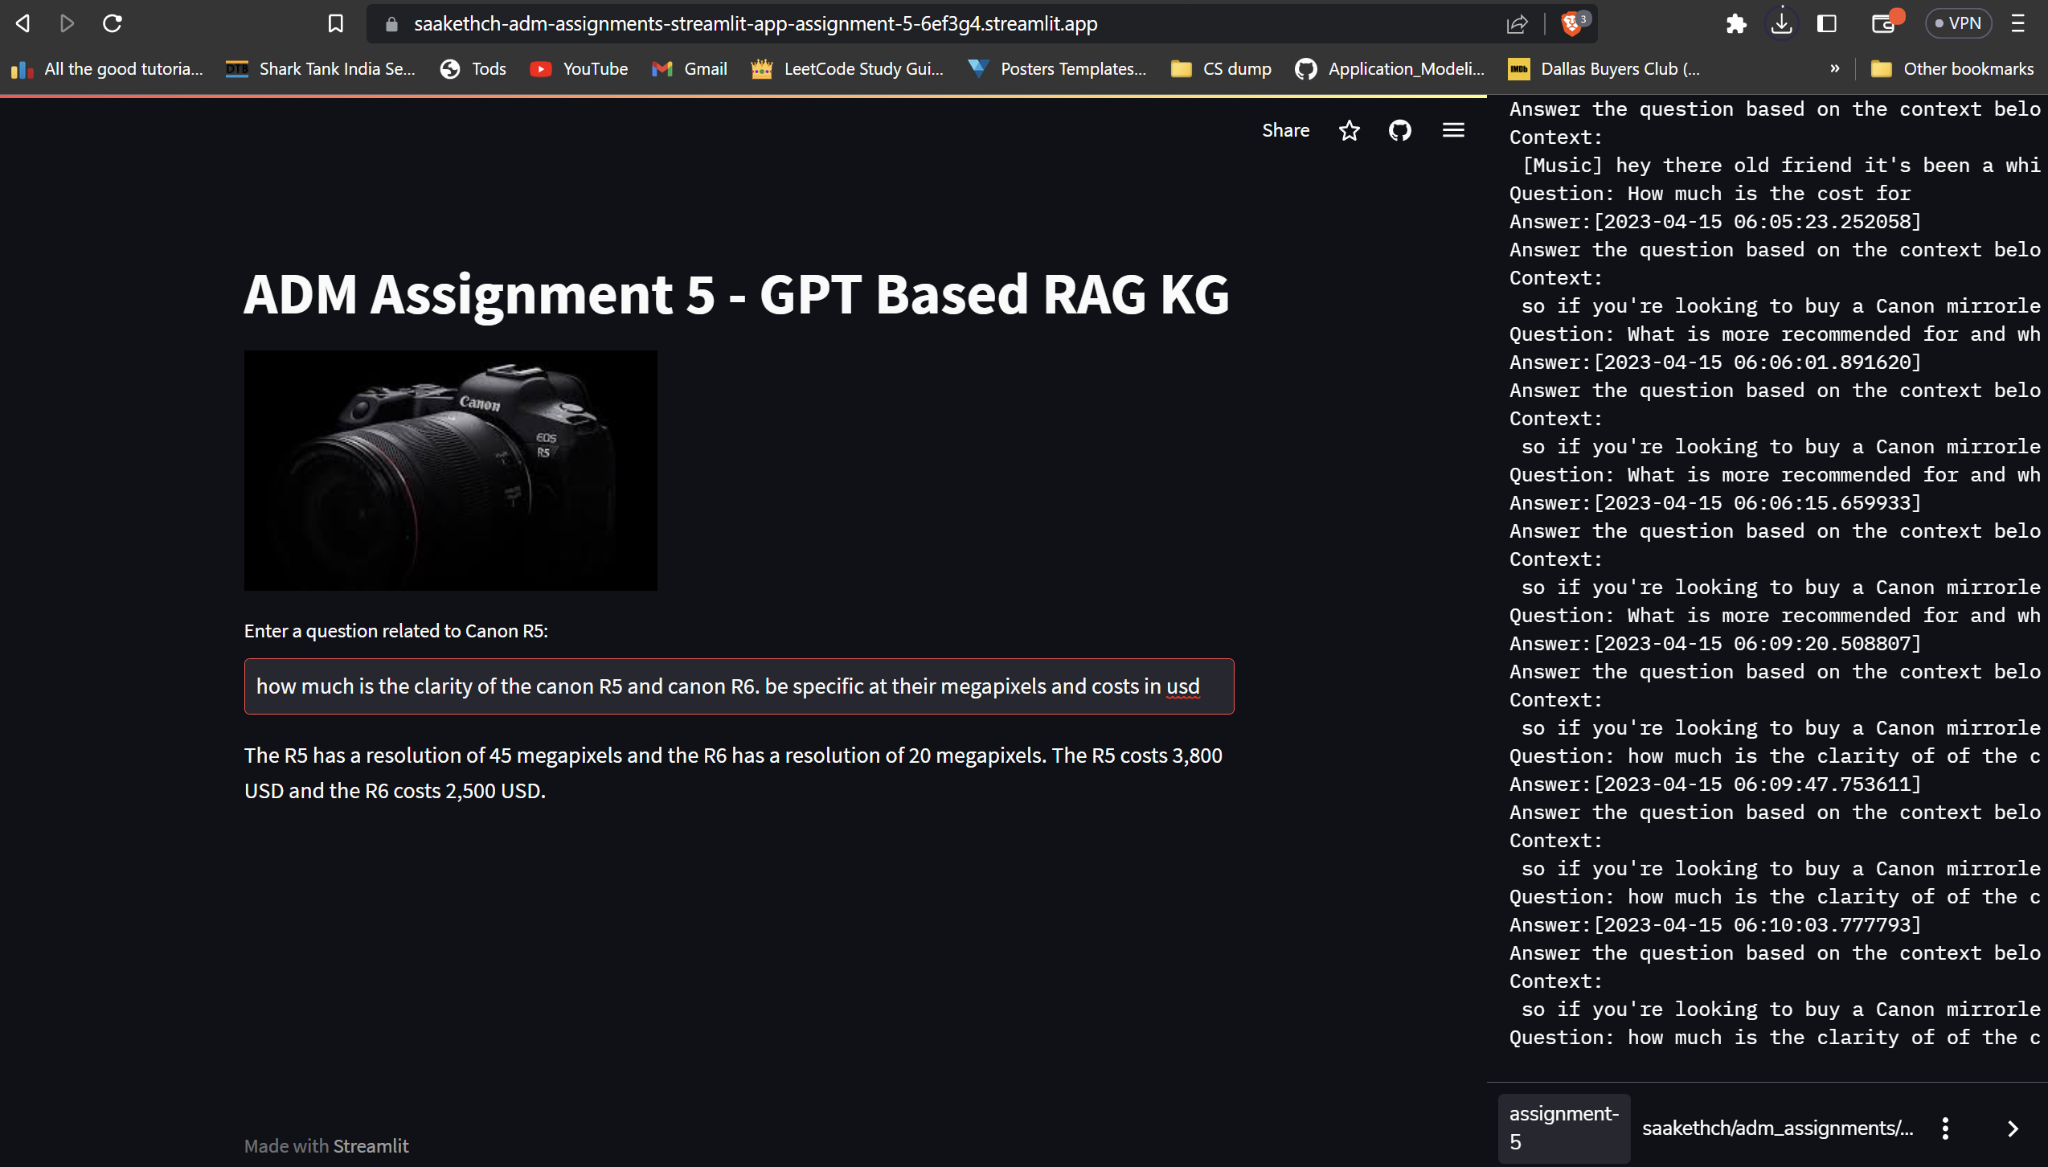 saakethch-adm-assignments-streamlit-app-assignment-5-6ef3g4.streamlit.app
3
VPN
All the good tutoria...
DTB
Shark Tank India Se...
Tods
YouTube
Gmail
LeetCode Study Gui...
Posters Templates...
CS dump
Application_Modeli...
IMDb
Dallas Buyers Club (...
»
Other bookmarks
Share
ADM Assignment 5 - GPT Based RAG KG
Canon
EOS
R5
Enter a question related to Canon R5:
how much is the clarity of the canon R5 and canon R6. be specific at their megapixels and costs in usd
The R5 has a resolution of 45 megapixels and the R6 has a resolution of 20 megapixels. The R5 costs 3,800
USD and the R6 costs 2,500 USD.
Made with Streamlit
Answer the question based on the context belo
Context:
[Music] hey there old friend it's been a whi
Question: How much is the cost for
Answer:[2023-04-15 06:05:23.252058]
Answer the question based on the context belo
Context:
so if you're looking to buy a Canon mirrorle
Question: What is more recommended for and wh
Answer:[2023-04-15 06:06:01.891620]
Answer the question based on the context belo
Context:
so if you're looking to buy a Canon mirrorle
Question: What is more recommended for and wh
Answer:[2023-04-15 06:06:15.659933]
Answer the question based on the context belo
Context:
so if you're looking to buy a Canon mirrorle
Question: What is more recommended for and wh
Answer:[2023-04-15 06:09:20.508807]
Answer the question based on the context belo
Context:
so if you're looking to buy a Canon mirrorle
Question: how much is the clarity of of the c
Answer:[2023-04-15 06:09:47.753611]
Answer the question based on the context belo
Context:
so if you're looking to buy a Canon mirrorle
Question: how much is the clarity of of the c
Answer:[2023-04-15 06:10:03.777793]
Answer the question based on the context belo
Context:
so if you're looking to buy a Canon mirrorle
Question: how much is the clarity of of the c
assignment-
5
saakethch/adm_assignments/...